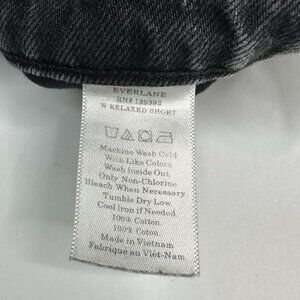 EVERLANE
RN# 139393
W RELAXED SHORT
Machine Wash Cold
With Like Colors
Wash Inside Out.
Only Non-Chlorine
Bleach When Necessary.
Tumble Dry Low.
Cool iron if Needed.
100% Cotton
100% Coton
Made in Vietnam
Fabriqué au Viêt-Nam